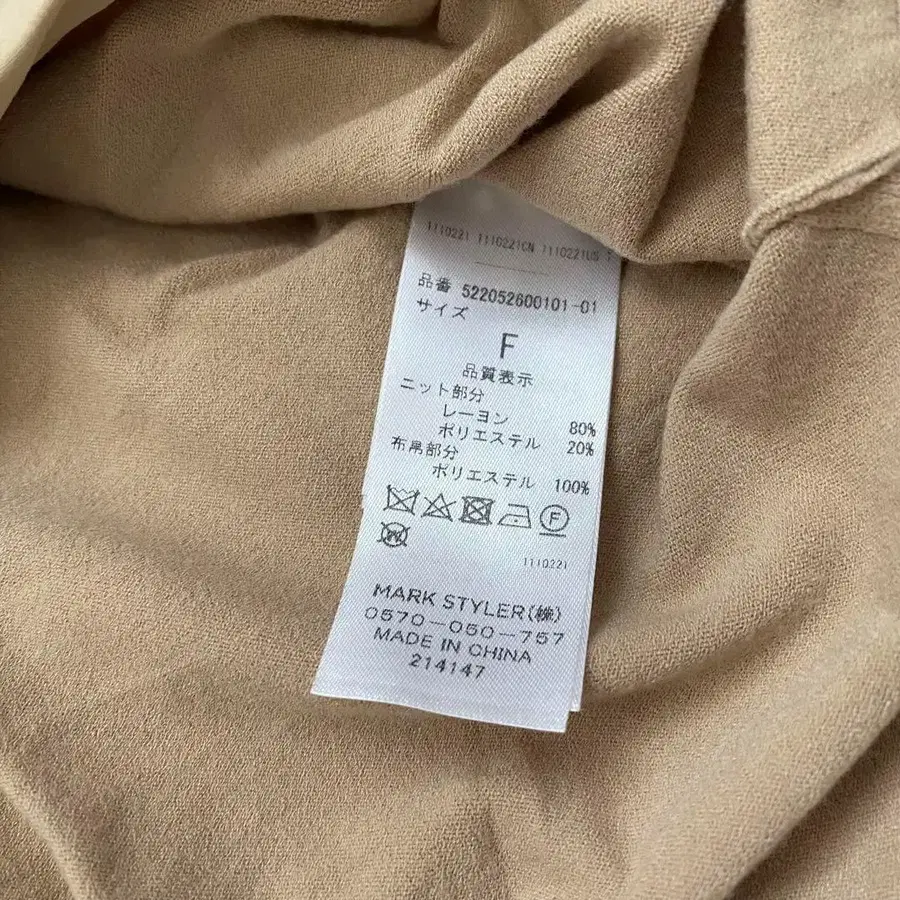 1110221 1110221CN 1110221US
品番 522052600101-01
サイズ
F
品質表示
ニット部分
レーヨン 80%
ポリエステル 20%
布帛部分
ポリエステル 100%
F
W
1110221
MARK STYLER(株)
0570-050-757
MADE IN CHINA
214147